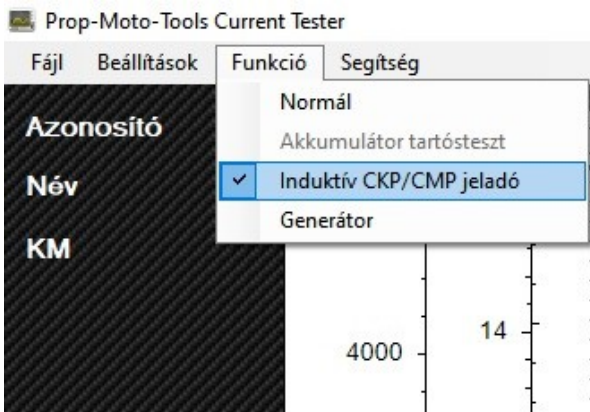 Prop-Moto-Tools Current Tester
Fájl Beállítások Funkció Segítség
Normál
Akkumulátor tartósteszt
Induktív CKP/CMP jeladó
Generátor
Azonosító
Név
KM
4000
14